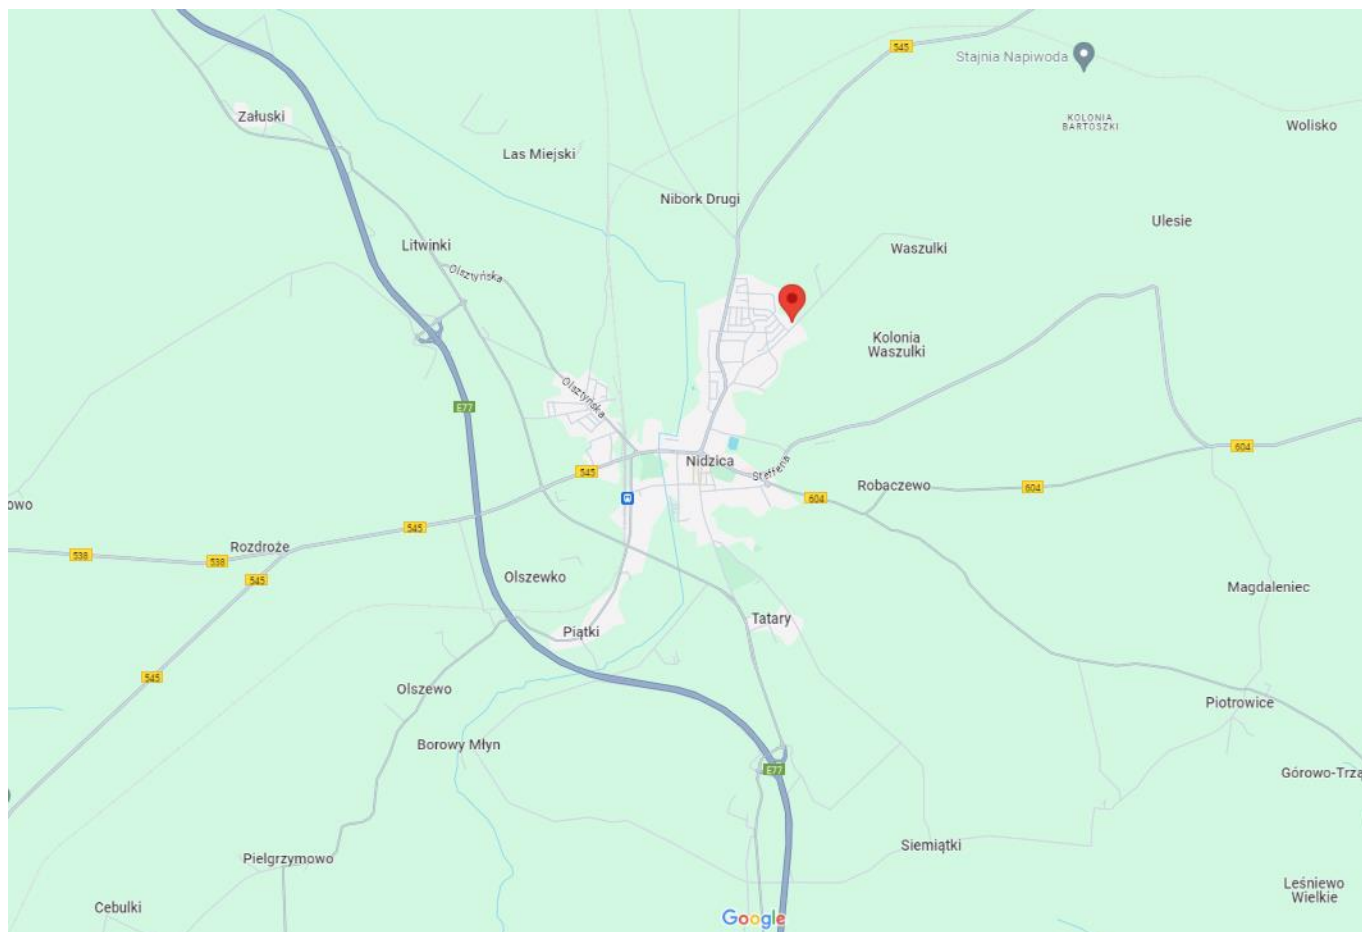 545
Stajnia Napiwoda
Załuski
KOLONIA
BARTOSZKI
Wolisko
Las Miejski
Nibork Drugi
Ulesie
Litwinki
Waszulki
Olsztyńska
Kolonia
Waszulki
Olsztyńska
E77
604
Nidzica
Steffena
545
Robaczewo
604
604
owo
545
Rozdroże
538
538
545
Olszewko
Magdaleniec
Tatary
Piątki
545
Olszewo
Piotrowice
Borowy Młyn
E77
Górowo-Trzą
Siemiątki
Pielgrzymowo
Leśniewo
Wielkie
Cebulki
Google